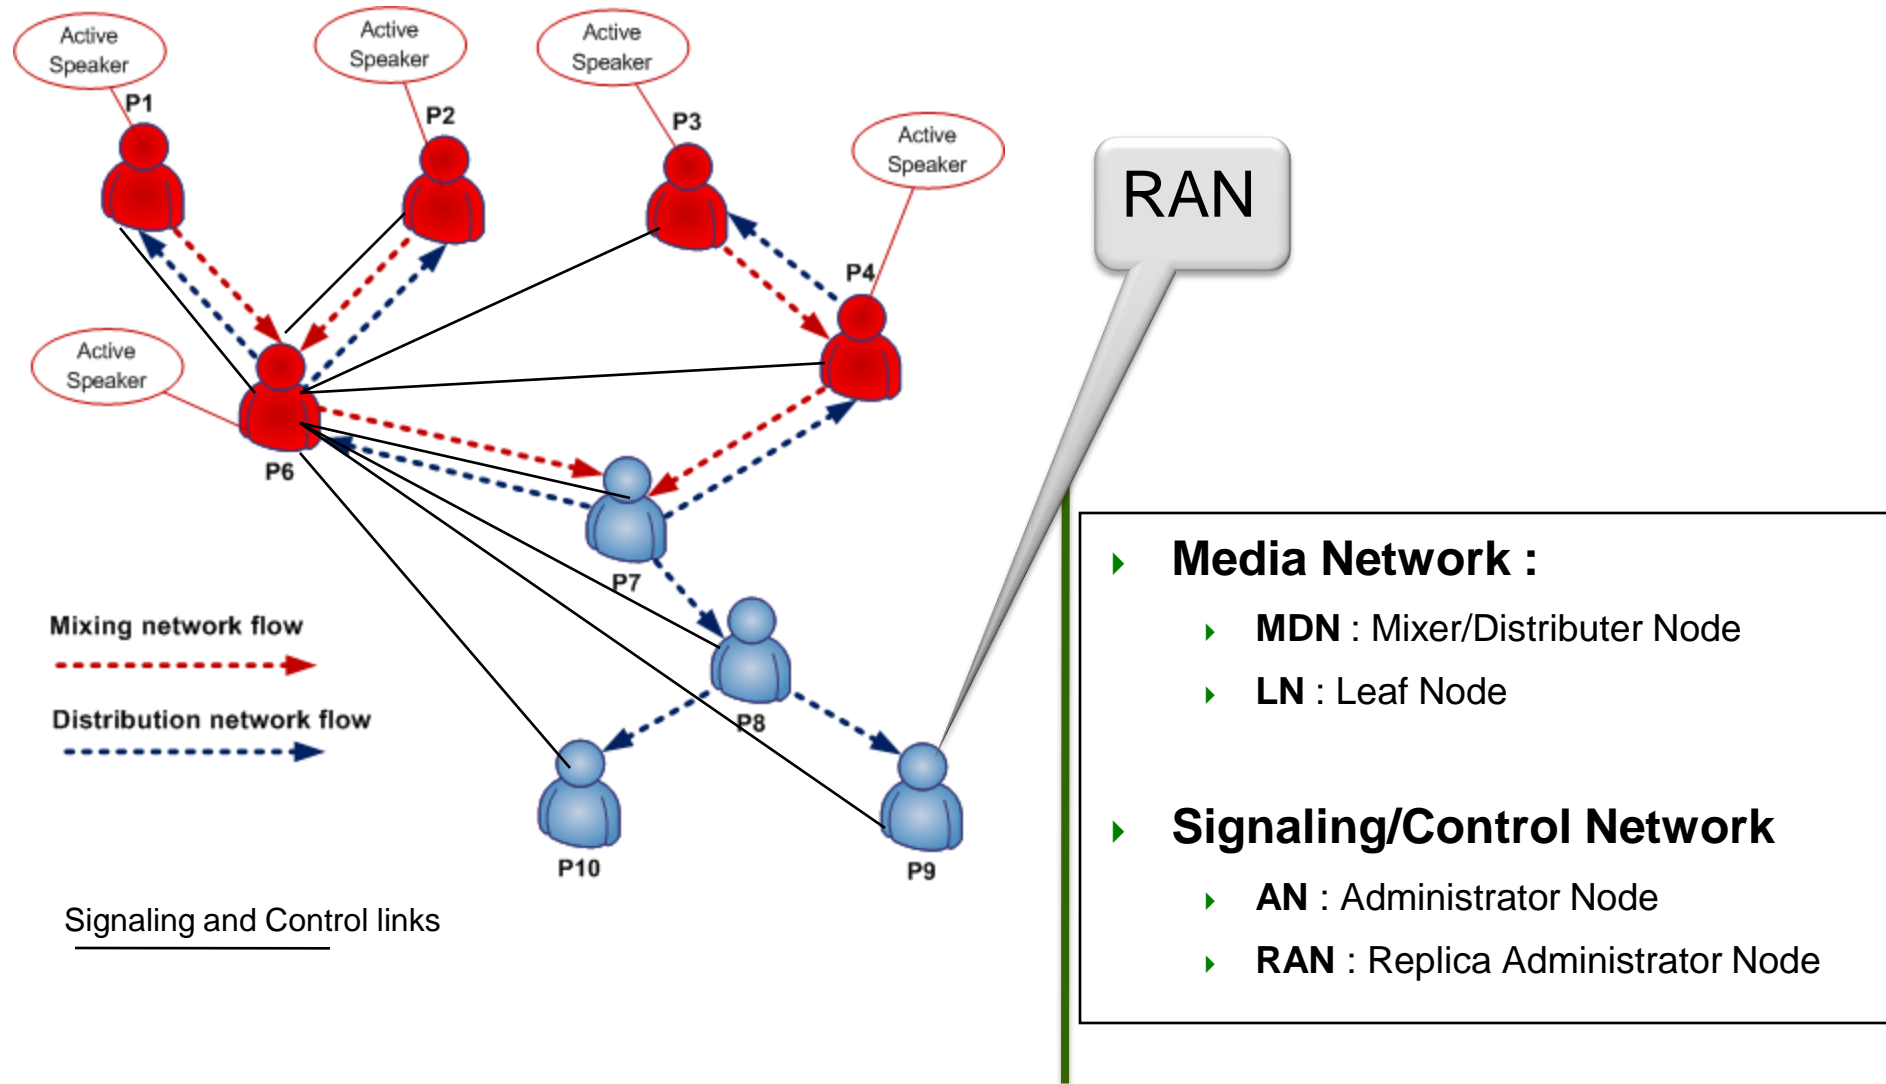 Active
Speaker
Active
Speaker
Active
Speaker
Active
Speaker
P1
P2
P3
P4
RAN
Active
Speaker
P6
P7
Mixing network flow
Distribution network flow
P8
P10
P9
Signaling and Control links
Media Network :
MDN : Mixer/Distributer Node
LN : Leaf Node
Signaling/Control Network
AN : Administrator Node
RAN : Replica Administrator Node